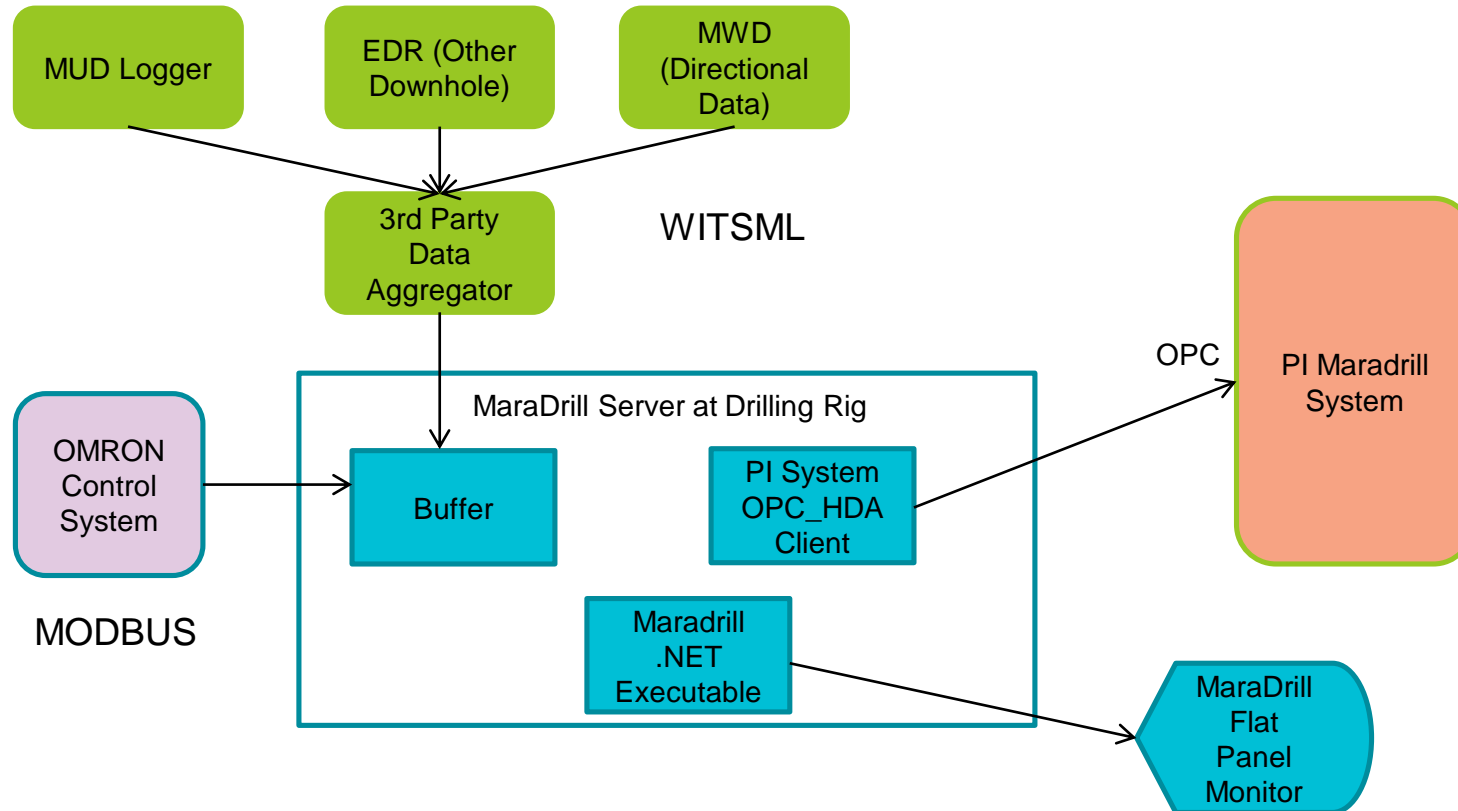 MUD Logger
EDR (Other
Downhole)
MWD
(Directional
Data)
3rd Party
Data
Aggregator
WITSML
OPC
PI Maradrill
System
MaraDrill Server at Drilling Rig
OMRON
Control
System
Buffer
PI System
OPC_HDA
Client
MODBUS
Maradrill
.NET
Executable
MaraDrill
Flat
Panel
Monitor